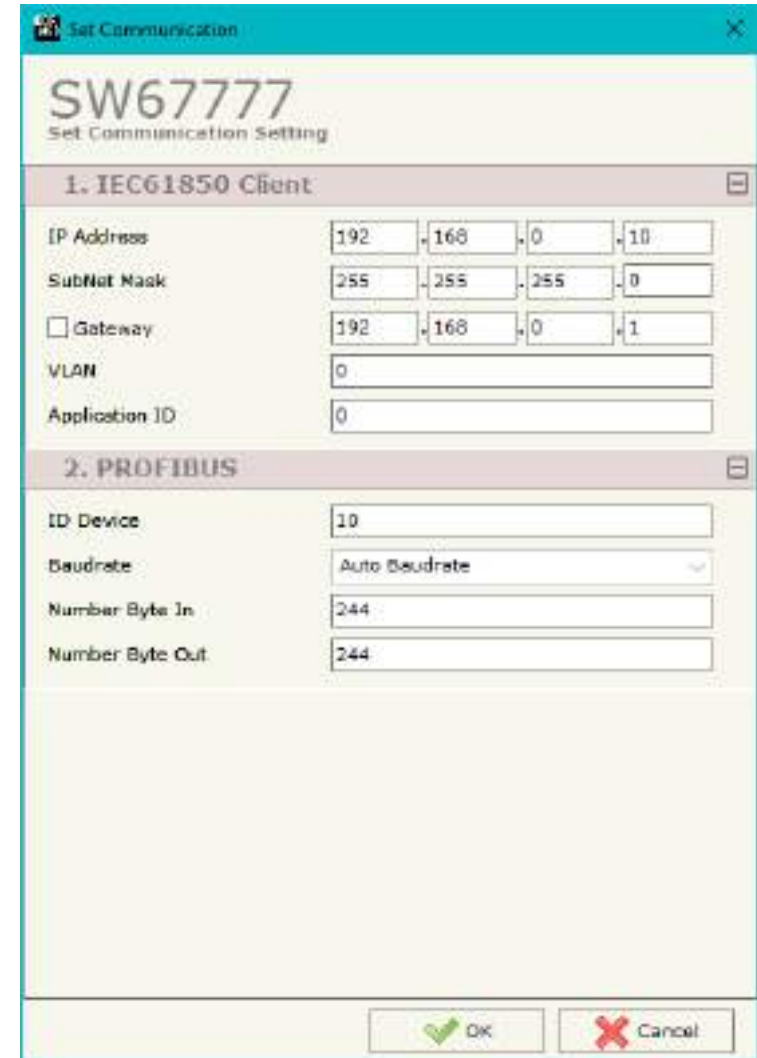 Set Communication
SW67777
Set Communication Setting
1. IEC61850 Client
IP Address 192 . 168 . 0 . 10
SubNet Mask 255 . 255 . 255 . 0
Gateway 192 . 168 . 0 . 1
VLAN 0
Application ID 0
2. PROFIBUS
ID Device 10
Baudrate Auto Baudrate
Number Byte In 244
Number Byte Out 244
OK Cancel